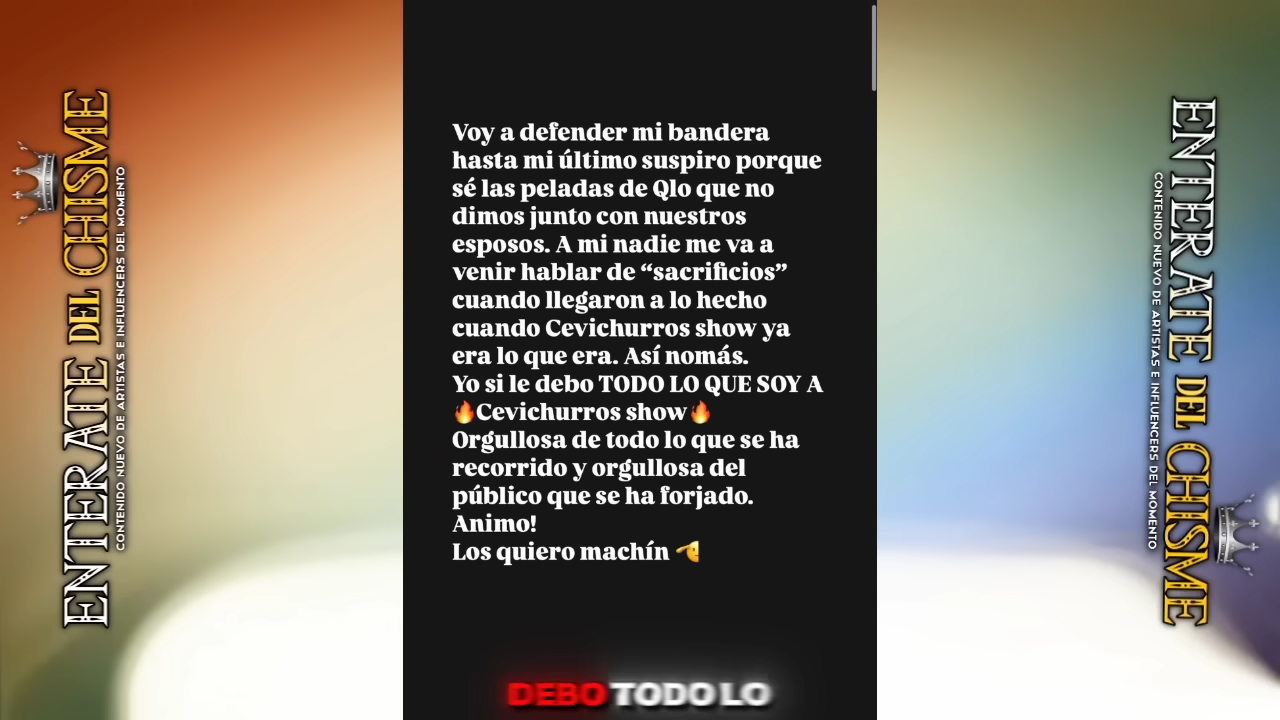 ENTERATE DEL CHISME
CONTENIDO NUEVO DE ARTISTAS E INFLUENCERS DEL MOMENTO
Voy a defender mi bandera
hasta mi último suspiro porque
sé las peladas de Qlo que no
dimos junto con nuestros
esposos. A mi nadie me va a
venir hablar de “sacrificios”
cuando llegaron a lo hecho
cuando Cevichurros show ya
era lo que era. Así nomás.
Yo si le debo TODO LO QUE SOY A
🔥Cevichurros show🔥
Orgullosa de todo lo que se ha
recorrido y orgullosa del
público que se ha forjado.
Animo!
Los quiero machín 🫡
DEBO TODO LO
ENTERATE DEL CHISME
CONTENIDO NUEVO DE ARTISTAS E INFLUENCERS DEL MOMENTO